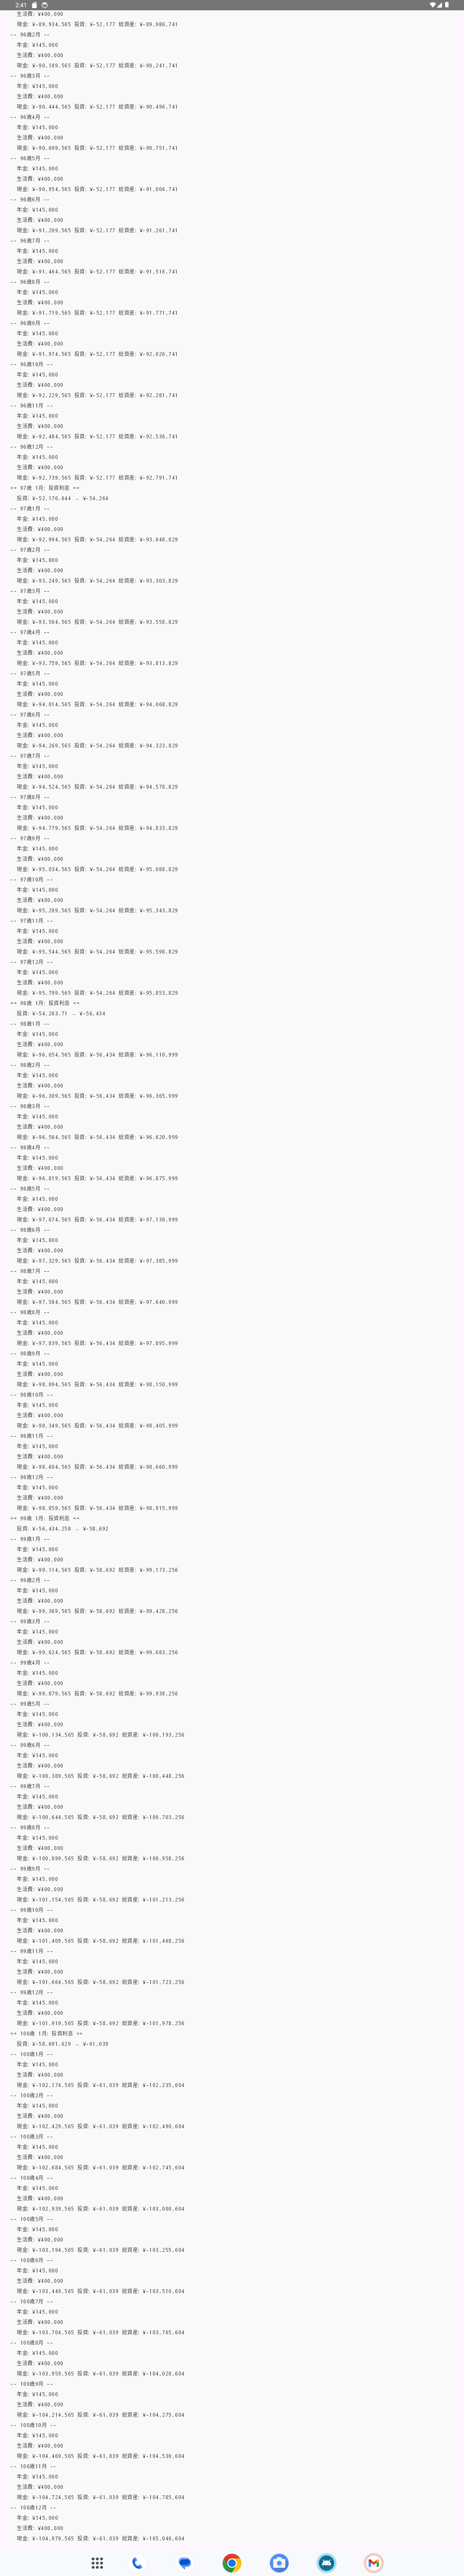 2:41
生活費: ¥400,000
現金: ¥-89,934,565 投資: ¥-52,177 総資産: ¥-89,986,741
-- 96歳2月 --
年金: ¥145,000
生活費: ¥400,000
現金: ¥-90,189,565 投資: ¥-52,177 総資産: ¥-90,241,741
-- 96歳3月 --
年金: ¥145,000
生活費: ¥400,000
現金: ¥-90,444,565 投資: ¥-52,177 総資産: ¥-90,496,741
-- 96歳4月 --
年金: ¥145,000
生活費: ¥400,000
現金: ¥-90,699,565 投資: ¥-52,177 総資産: ¥-90,751,741
-- 96歳5月 --
年金: ¥145,000
生活費: ¥400,000
現金: ¥-90,954,565 投資: ¥-52,177 総資産: ¥-91,006,741
-- 96歳6月 --
年金: ¥145,000
生活費: ¥400,000
現金: ¥-91,209,565 投資: ¥-52,177 総資産: ¥-91,261,741
-- 96歳7月 --
年金: ¥145,000
生活費: ¥400,000
現金: ¥-91,464,565 投資: ¥-52,177 総資産: ¥-91,516,741
-- 96歳8月 --
年金: ¥145,000
生活費: ¥400,000
現金: ¥-91,719,565 投資: ¥-52,177 総資産: ¥-91,771,741
-- 96歳9月 --
年金: ¥145,000
生活費: ¥400,000
現金: ¥-91,974,565 投資: ¥-52,177 総資産: ¥-92,026,741
-- 96歳10月 --
年金: ¥145,000
生活費: ¥400,000
現金: ¥-92,229,565 投資: ¥-52,177 総資産: ¥-92,281,741
-- 96歳11月 --
年金: ¥145,000
生活費: ¥400,000
現金: ¥-92,484,565 投資: ¥-52,177 総資産: ¥-92,536,741
-- 96歳12月 --
年金: ¥145,000
生活費: ¥400,000
現金: ¥-92,739,565 投資: ¥-52,177 総資産: ¥-92,791,741
== 97歳 1月: 投資利息 ==
投資: ¥-52,176.644 → ¥-54,264
-- 97歳1月 --
年金: ¥145,000
生活費: ¥400,000
現金: ¥-92,994,565 投資: ¥-54,264 総資産: ¥-93,048,829
-- 97歳2月 --
年金: ¥145,000
生活費: ¥400,000
現金: ¥-93,249,565 投資: ¥-54,264 総資産: ¥-93,303,829
-- 97歳3月 --
年金: ¥145,000
生活費: ¥400,000
現金: ¥-93,504,565 投資: ¥-54,264 総資産: ¥-93,558,829
-- 97歳4月 --
年金: ¥145,000
生活費: ¥400,000
現金: ¥-93,759,565 投資: ¥-54,264 総資産: ¥-93,813,829
-- 97歳5月 --
年金: ¥145,000
生活費: ¥400,000
現金: ¥-94,014,565 投資: ¥-54,264 総資産: ¥-94,068,829
-- 97歳6月 --
年金: ¥145,000
生活費: ¥400,000
現金: ¥-94,269,565 投資: ¥-54,264 総資産: ¥-94,323,829
-- 97歳7月 --
年金: ¥145,000
生活費: ¥400,000
現金: ¥-94,524,565 投資: ¥-54,264 総資産: ¥-94,578,829
-- 97歳8月 --
年金: ¥145,000
生活費: ¥400,000
現金: ¥-94,779,565 投資: ¥-54,264 総資産: ¥-94,833,829
-- 97歳9月 --
年金: ¥145,000
生活費: ¥400,000
現金: ¥-95,034,565 投資: ¥-54,264 総資産: ¥-95,088,829
-- 97歳10月 --
年金: ¥145,000
生活費: ¥400,000
現金: ¥-95,289,565 投資: ¥-54,264 総資産: ¥-95,343,829
-- 97歳11月 --
年金: ¥145,000
生活費: ¥400,000
現金: ¥-95,544,565 投資: ¥-54,264 総資産: ¥-95,598,829
-- 97歳12月 --
年金: ¥145,000
生活費: ¥400,000
現金: ¥-95,799,565 投資: ¥-54,264 総資産: ¥-95,853,829
== 98歳 1月: 投資利息 ==
投資: ¥-54,263.71 → ¥-56,434
-- 98歳1月 --
年金: ¥145,000
生活費: ¥400,000
現金: ¥-96,054,565 投資: ¥-56,434 総資産: ¥-96,110,999
-- 98歳2月 --
年金: ¥145,000
生活費: ¥400,000
現金: ¥-96,309,565 投資: ¥-56,434 総資産: ¥-96,365,999
-- 98歳3月 --
年金: ¥145,000
生活費: ¥400,000
現金: ¥-96,564,565 投資: ¥-56,434 総資産: ¥-96,620,999
-- 98歳4月 --
年金: ¥145,000
生活費: ¥400,000
現金: ¥-96,819,565 投資: ¥-56,434 総資産: ¥-96,875,999
-- 98歳5月 --
年金: ¥145,000
生活費: ¥400,000
現金: ¥-97,074,565 投資: ¥-56,434 総資産: ¥-97,130,999
-- 98歳6月 --
年金: ¥145,000
生活費: ¥400,000
現金: ¥-97,329,565 投資: ¥-56,434 総資産: ¥-97,385,999
-- 98歳7月 --
年金: ¥145,000
生活費: ¥400,000
現金: ¥-97,584,565 投資: ¥-56,434 総資産: ¥-97,640,999
-- 98歳8月 --
年金: ¥145,000
生活費: ¥400,000
現金: ¥-97,839,565 投資: ¥-56,434 総資産: ¥-97,895,999
-- 98歳9月 --
年金: ¥145,000
生活費: ¥400,000
現金: ¥-98,094,565 投資: ¥-56,434 総資産: ¥-98,150,999
-- 98歳10月 --
年金: ¥145,000
生活費: ¥400,000
現金: ¥-98,349,565 投資: ¥-56,434 総資産: ¥-98,405,999
-- 98歳11月 --
年金: ¥145,000
生活費: ¥400,000
現金: ¥-98,604,565 投資: ¥-56,434 総資産: ¥-98,660,999
-- 98歳12月 --
年金: ¥145,000
生活費: ¥400,000
現金: ¥-98,859,565 投資: ¥-56,434 総資産: ¥-98,915,999
== 99歳 1月: 投資利息 ==
投資: ¥-56,434.258 → ¥-58,692
-- 99歳1月 --
年金: ¥145,000
生活費: ¥400,000
現金: ¥-99,114,565 投資: ¥-58,692 総資産: ¥-99,173,256
-- 99歳2月 --
年金: ¥145,000
生活費: ¥400,000
現金: ¥-99,369,565 投資: ¥-58,692 総資産: ¥-99,428,256
-- 99歳3月 --
年金: ¥145,000
生活費: ¥400,000
現金: ¥-99,624,565 投資: ¥-58,692 総資産: ¥-99,683,256
-- 99歳4月 --
年金: ¥145,000
生活費: ¥400,000
現金: ¥-99,879,565 投資: ¥-58,692 総資産: ¥-99,938,256
-- 99歳5月 --
年金: ¥145,000
生活費: ¥400,000
現金: ¥-100,134,565 投資: ¥-58,692 総資産: ¥-100,193,256
-- 99歳6月 --
年金: ¥145,000
生活費: ¥400,000
現金: ¥-100,389,565 投資: ¥-58,692 総資産: ¥-100,448,256
-- 99歳7月 --
年金: ¥145,000
生活費: ¥400,000
現金: ¥-100,644,565 投資: ¥-58,692 総資産: ¥-100,703,256
-- 99歳8月 --
年金: ¥145,000
生活費: ¥400,000
現金: ¥-100,899,565 投資: ¥-58,692 総資産: ¥-100,958,256
-- 99歳9月 --
年金: ¥145,000
生活費: ¥400,000
現金: ¥-101,154,565 投資: ¥-58,692 総資産: ¥-101,213,256
-- 99歳10月 --
年金: ¥145,000
生活費: ¥400,000
現金: ¥-101,409,565 投資: ¥-58,692 総資産: ¥-101,468,256
-- 99歳11月 --
年金: ¥145,000
生活費: ¥400,000
現金: ¥-101,664,565 投資: ¥-58,692 総資産: ¥-101,723,256
-- 99歳12月 --
年金: ¥145,000
生活費: ¥400,000
現金: ¥-101,919,565 投資: ¥-58,692 総資産: ¥-101,978,256
== 100歳 1月: 投資利息 ==
投資: ¥-58,691.629 → ¥-61,039
-- 100歳1月 --
年金: ¥145,000
生活費: ¥400,000
現金: ¥-102,174,565 投資: ¥-61,039 総資産: ¥-102,235,604
-- 100歳2月 --
年金: ¥145,000
生活費: ¥400,000
現金: ¥-102,429,565 投資: ¥-61,039 総資産: ¥-102,490,604
-- 100歳3月 --
年金: ¥145,000
生活費: ¥400,000
現金: ¥-102,684,565 投資: ¥-61,039 総資産: ¥-102,745,604
-- 100歳4月 --
年金: ¥145,000
生活費: ¥400,000
現金: ¥-102,939,565 投資: ¥-61,039 総資産: ¥-103,000,604
-- 100歳5月 --
年金: ¥145,000
生活費: ¥400,000
現金: ¥-103,194,565 投資: ¥-61,039 総資産: ¥-103,255,604
-- 100歳6月 --
年金: ¥145,000
生活費: ¥400,000
現金: ¥-103,449,565 投資: ¥-61,039 総資産: ¥-103,510,604
-- 100歳7月 --
年金: ¥145,000
生活費: ¥400,000
現金: ¥-103,704,565 投資: ¥-61,039 総資産: ¥-103,765,604
-- 100歳8月 --
年金: ¥145,000
生活費: ¥400,000
現金: ¥-103,959,565 投資: ¥-61,039 総資産: ¥-104,020,604
-- 100歳9月 --
年金: ¥145,000
生活費: ¥400,000
現金: ¥-104,214,565 投資: ¥-61,039 総資産: ¥-104,275,604
-- 100歳10月 --
年金: ¥145,000
生活費: ¥400,000
現金: ¥-104,469,565 投資: ¥-61,039 総資産: ¥-104,530,604
-- 100歳11月 --
年金: ¥145,000
生活費: ¥400,000
現金: ¥-104,724,565 投資: ¥-61,039 総資産: ¥-104,785,604
-- 100歳12月 --
年金: ¥145,000
生活費: ¥400,000
現金: ¥-104,979,565 投資: ¥-61,039 総資産: ¥-105,040,604